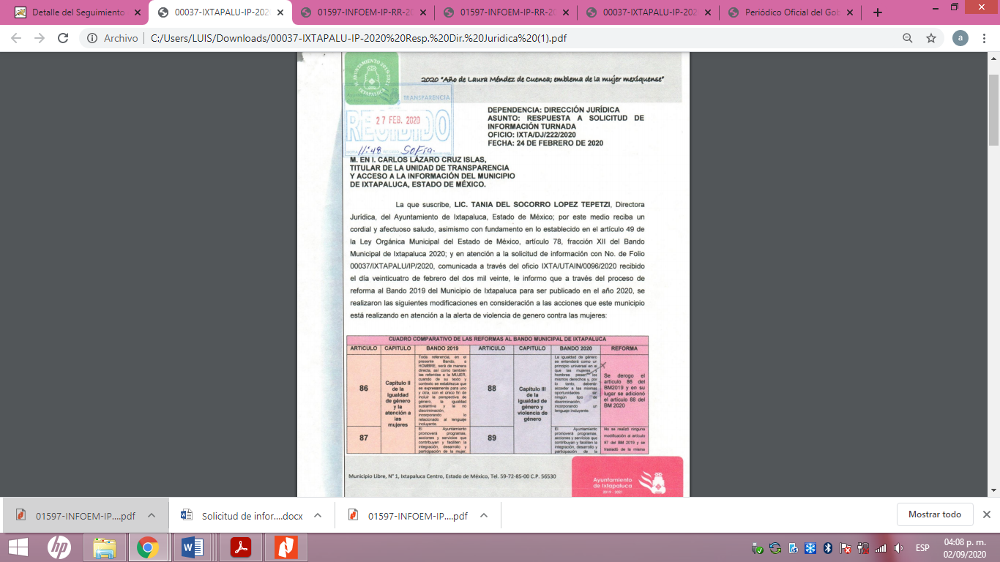 Detalle del Seguimiento
00037-IXTAPALU-IP-202
01597-INFOEM-IP-RR-20
01597-INFOEM-IP-RR-20
00037-IXTAPALU-IP-202
Periódico Oficial del Gob
Archivo
C:/Users/LUIS/Downloads/00037-IXTAPALU-IP-2020%20Resp.%20Dir.%20Juridica%20(1).pdf
a
H. AYUNTAMIENTO 2019-2021
IXTAPALUCA
2020 "Año de Laura Méndez de Cuenca; emblema de la mujer mexiquense"
TRANSPARENCIA
RECIBIDO
27 FEB. 2020
11:48 Sofia.
DEPENDENCIA: DIRECCIÓN JURÍDICA
ASUNTO: RESPUESTA A SOLICITUD DE
INFORMACIÓN TURNADA
OFICIO: IXTA/DJ/222/2020
FECHA: 24 DE FEBRERO DE 2020
M. EN I. CARLOS LÁZARO CRUZ ISLAS,
TITULAR DE LA UNIDAD DE TRANSPARENCIA
Y ACCESO A LA INFORMACIÓN DEL MUNICIPIO
DE IXTAPALUCA, ESTADO DE MÉXICO.
La que suscribe, LIC. TANIA DEL SOCORRO LOPEZ TEPETZI, Directora
Jurídica, del Ayuntamiento de Ixtapaluca, Estado de México; por este medio reciba un
cordial y afectuoso saludo, asimismo con fundamento en lo establecido en el artículo 49 de
la Ley Orgánica Municipal del Estado de México, artículo 78, fracción XII del Bando
Municipal de Ixtapaluca 2020; y en atención a la solicitud de información con No. de Folio
00037/IXTAPALU/IP/2020, comunicada a través del oficio IXTA/UTAIN/0096/2020 recibido
el día veinticuatro de febrero del dos mil veinte, le informo que a través del proceso de
reforma al Bando 2019 del Municipio de Ixtapaluca para ser publicado en el año 2020, se
realizaron las siguientes modificaciones en consideración a las acciones que este municipio
está realizando en atención a la alerta de violencia de genero contra las mujeres:
CUADRO COMPARATIVO DE LAS REFORMAS AL BANDO MUNICIPAL DE IXTAPALUCA
ARTICULO CAPITULO BANDO 2019 ARTICULO CAPITULO BANDO 2020 REFORMA
86
Capítulo II
de la
igualdad
de género
y la
atención a
las
mujeres
Toda referencia, en el
presente Bando, a
HOMBRE, será de manera
directa, así como también
las referidas a la MUJER,
cuando de su texto y
contexto se establezca que
es expresamente para uno
y otra, con el único fin de
incluir la perspectiva de
género, la igualdad
sustantiva y la no
discriminación,
incorporando lo
relacionado al lenguaje
incluyente.
88
Capítulo III
de la
igualdad de
género y
violencia de
género
La igualdad de género
se entenderá como un
principio universal en el
que las mujeres y
hombres pesen los
mismos derechos y, por
lo tanto, deberán
acceder a las mismas
oportunidades sin
ningún tipo de
discriminación,
incorporando un
lenguaje incluyente.
Se derogo el
artículo 86 del
BM2019 y en su
lugar se adicionó
el artículo 88 del
BM 2020
87
El Ayuntamiento
promoverá programas,
acciones y servicios que
contribuyan y faciliten la
integración, desarrollo y
participación de la mujer,
89
El Ayuntamiento
promoverá programas,
acciones y servicios que
contribuyan y faciliten la
integración, desarrollo y
participación de la
No se realizó ninguna
modificación al artículo
87 del BM 2019 y se
trasladó de la misma
Municipio Libre, N° 1, Ixtapaluca Centro, Estado de México, Tel. 59-72-85-00 C.P. 56530
Ayuntamiento
de Ixtapaluca
2019 - 2021
01597-INFOEM-IP....pdf
Solicitud de infor....docx
01597-INFOEM-IP....pdf
Mostrar todo
ESP
04:08 p. m.
02/09/2020